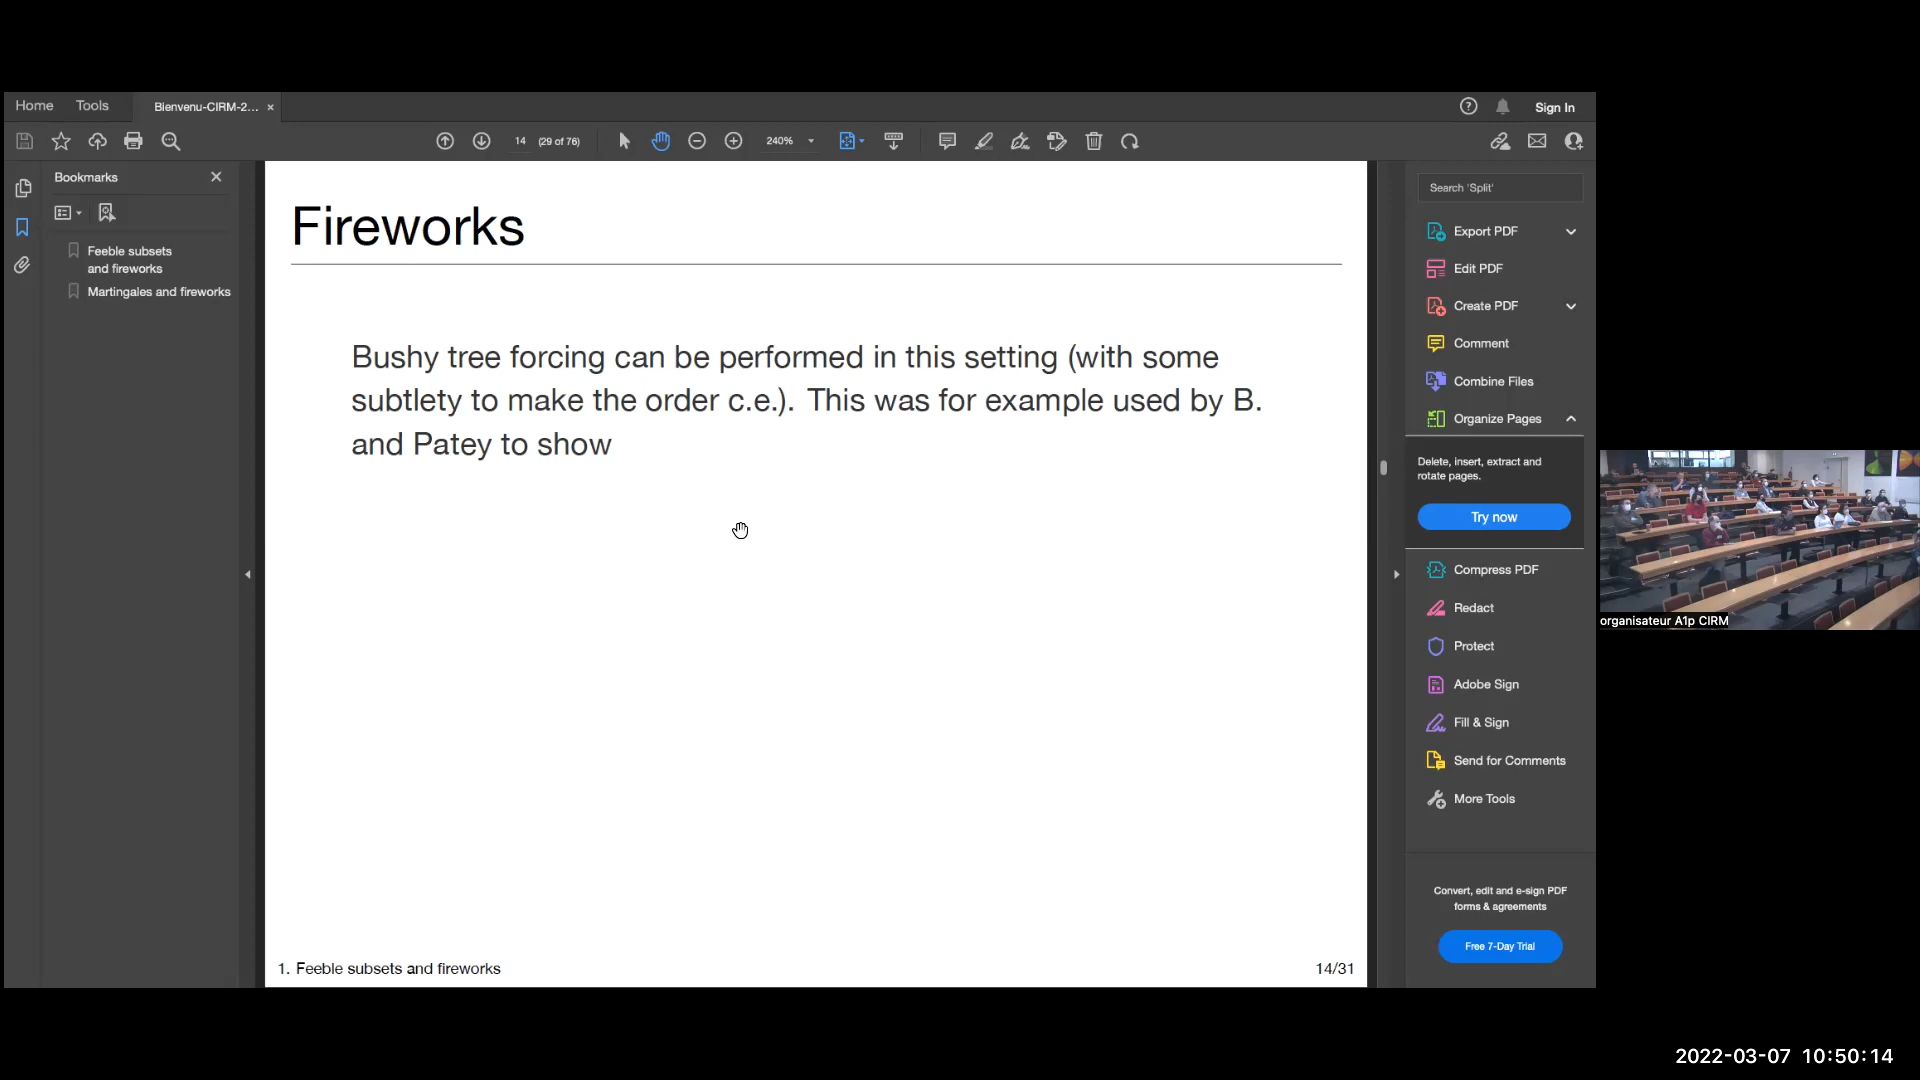 Home Tools Bienvenu-CIRM-2... × Sign In
14 (29 of 76) 240%
Bookmarks
Feeble subsets
and fireworks
Martingales and fireworks
Fireworks
Bushy tree forcing can be performed in this setting (with some
subtlety to make the order c.e.). This was for example used by B.
and Patey to show
1. Feeble subsets and fireworks 14/31
Search 'Split'
Export PDF
Edit PDF
Create PDF
Comment
Combine Files
Organize Pages
Delete, insert, extract and
rotate pages.
Try now
Compress PDF
Redact
Protect
Adobe Sign
Fill & Sign
Send for Comments
More Tools
Convert, edit and e-sign PDF
forms & agreements
Free 7-Day Trial
organisateur A1p CIRM
2022-03-07 10:50:14